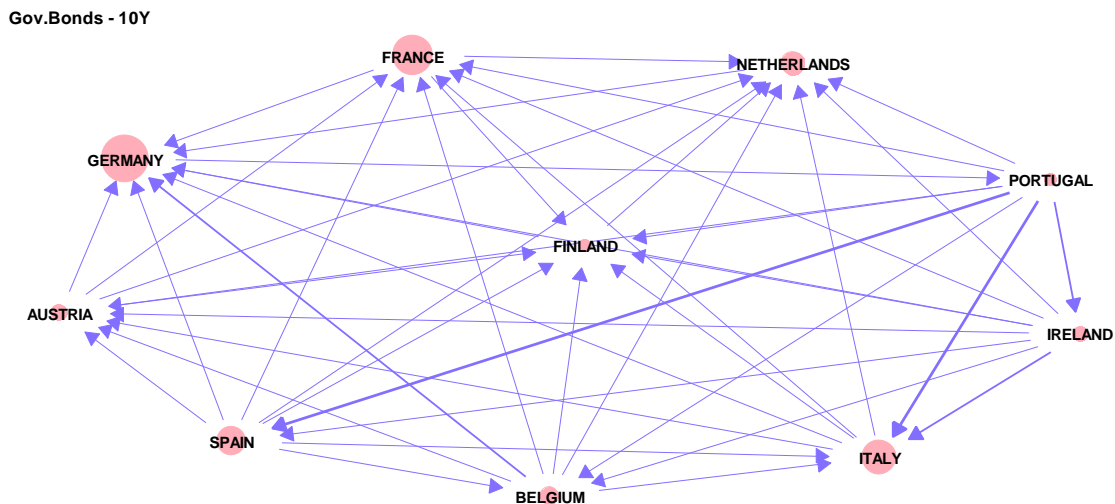 Gov.Bonds - 10Y
FRANCE
NETHERLANDS
GERMANY
PORTUGAL
FINLAND
AUSTRIA
IRELAND
SPAIN
ITALY
BELGIUM